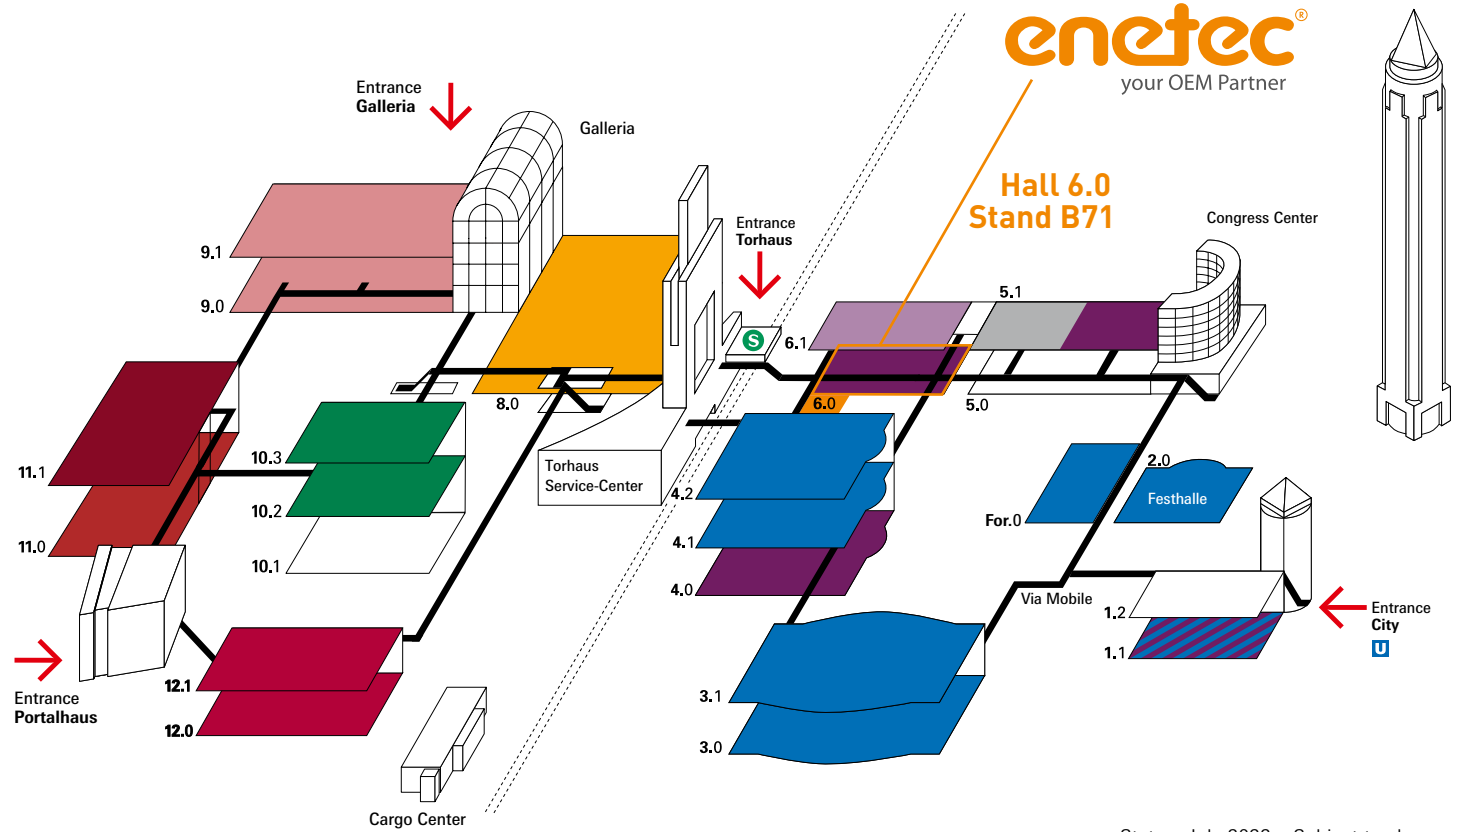 enetec®
your OEM Partner
Entrance
Galleria
Galleria
Hall 6.0
Stand B71
Entrance
Torhaus
Congress Center
9.1
9.0
5.1
S
6.1
8.0
6.0
5.0
11.1
10.3
Torhaus
Service-Center
4.2
2.0
Festhalle
10.2
For.0
11.0
4.1
10.1
4.0
Via Mobile
1.2
Entrance
City
U
1.1
Entrance
Portalhaus
12.1
3.1
12.0
3.0
Cargo Center